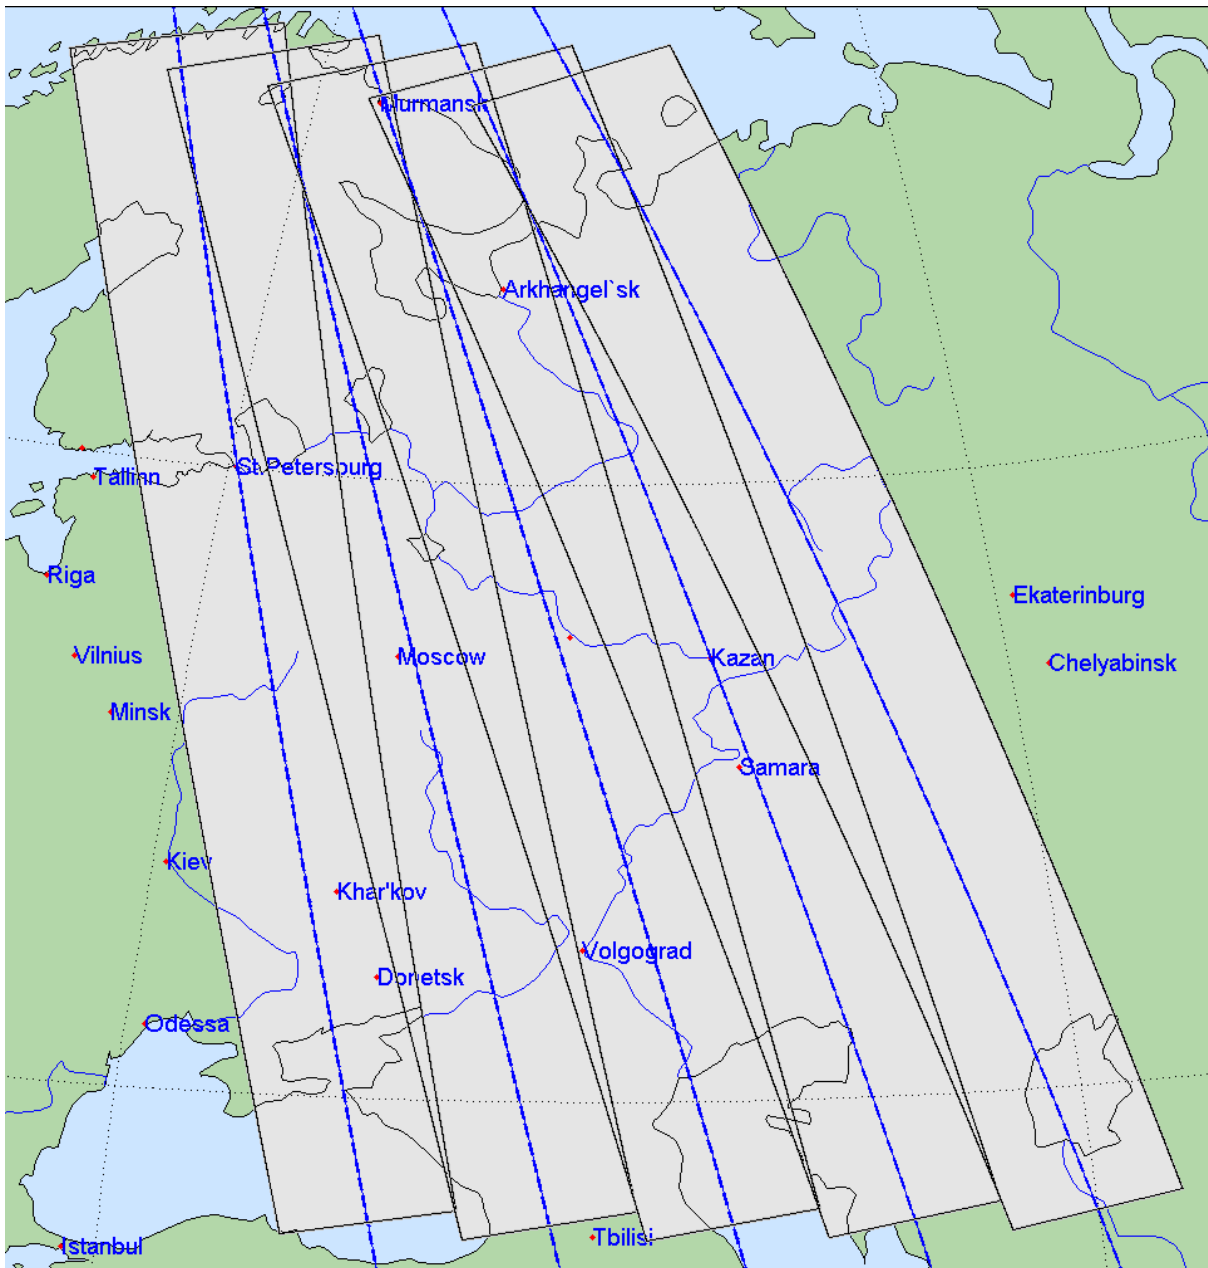 Murmansk
Arkhangel`sk
St.Petersburg
Tallinn
Riga
Ekaterinburg
Vilnius
Moscow
Kazan
Chelyabinsk
Minsk
Samara
Kiev
Khar'kov
Volgograd
Donetsk
Odessa
Tbilisi
Istanbul